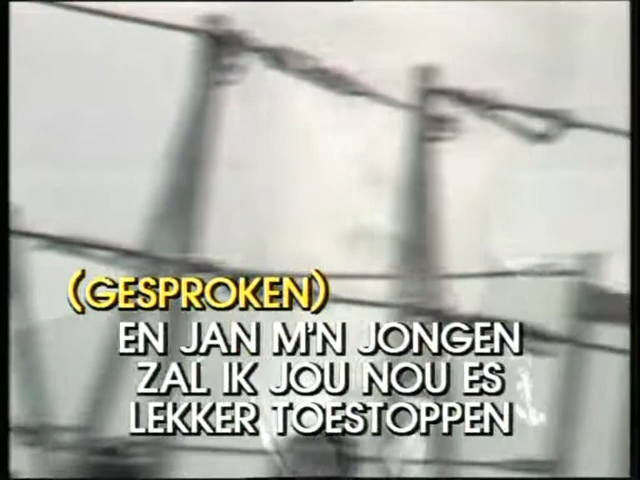 (GESPROKEN)
EN JAN M'N JONGEN
ZAL IK JOU NOU ES
LEKKER TOESTOPPEN